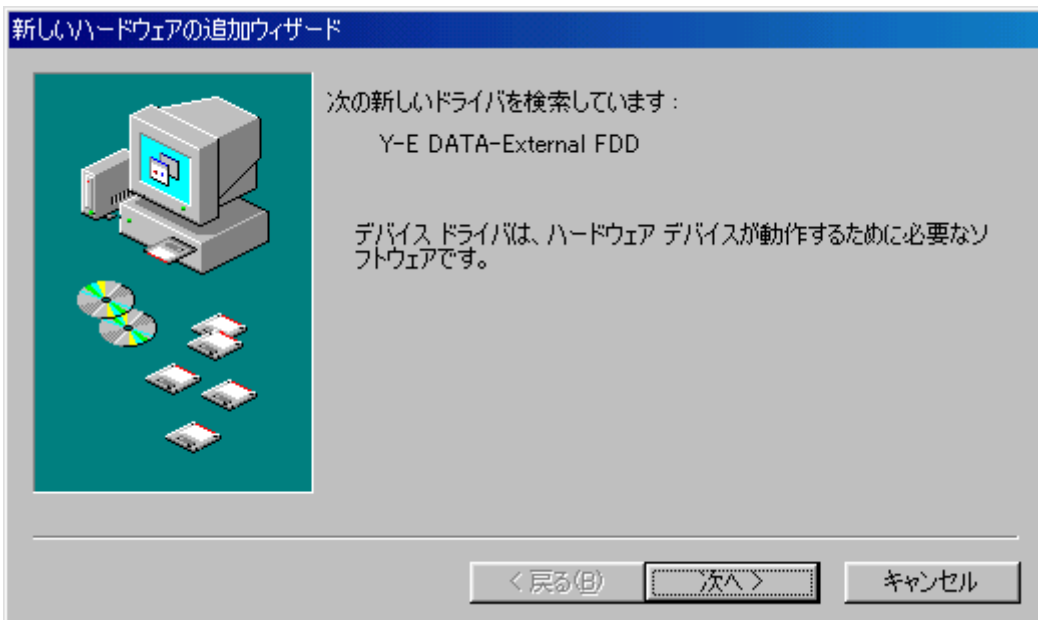 新しいハードウェアの追加ウィザード
次の新しいドライバを検索しています：
Y-E DATA-External FDD
デバイス ドライバは、ハードウェア デバイスが動作するために必要なソ
フトウェアです。
< 戻る(B)
次へ >
キャンセル